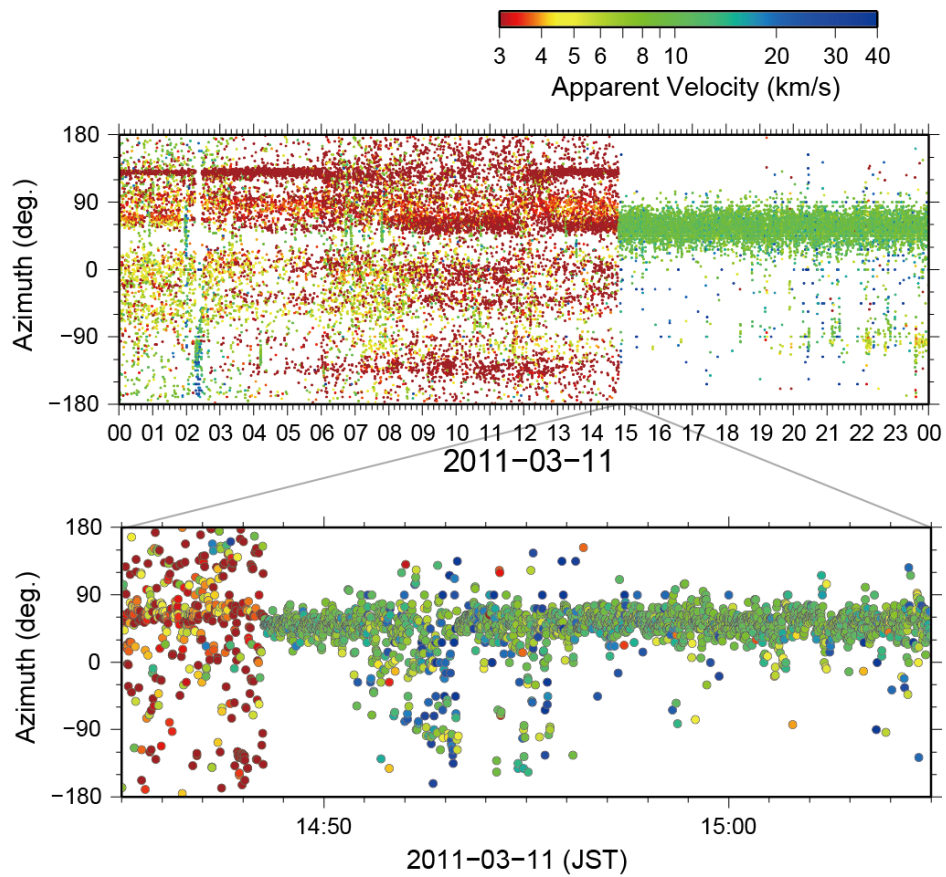 3 4 5 6 8 10 20 30 40
Apparent Velocity (km/s)
180
90
0
−90
−180
Azimuth (deg.)
00 01 02 03 04 05 06 07 08 09 10 11 12 13 14 15 16 17 18 19 20 21 22 23 00
2011−03−11
180
90
0
−90
−180
Azimuth (deg.)
14:50 15:00
2011−03−11 (JST)